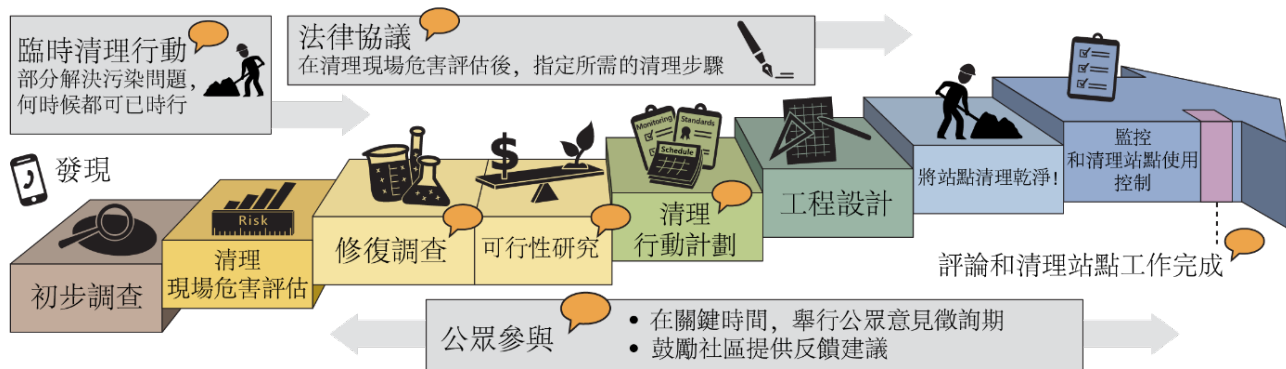 臨時清理行動
部分解決污染問題,
何時候都可已時行
法律協議
在清理現場危害評估後, 指定所需的清理步驟
發現
初步調查
Risk
清理
現場危害評估
修復調查
$
可行性研究
Monitoring
Standards
Schedule
清理
行動計劃
工程設計
將站點清理乾淨!
監控
和清理站點使用
控制
評論和清理站點工作完成
公眾參與
• 在關鍵時間, 舉行公眾意見徵詢期
• 鼓勵社區提供反饋建議